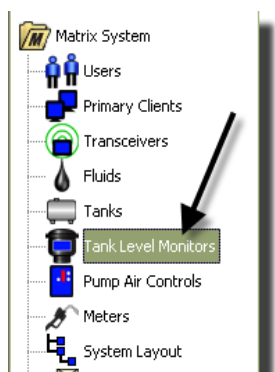 Matrix System
Users
Primary Clients
Transceivers
Fluids
Tanks
Tank Level Monitors
Pump Air Controls
Meters
System Layout